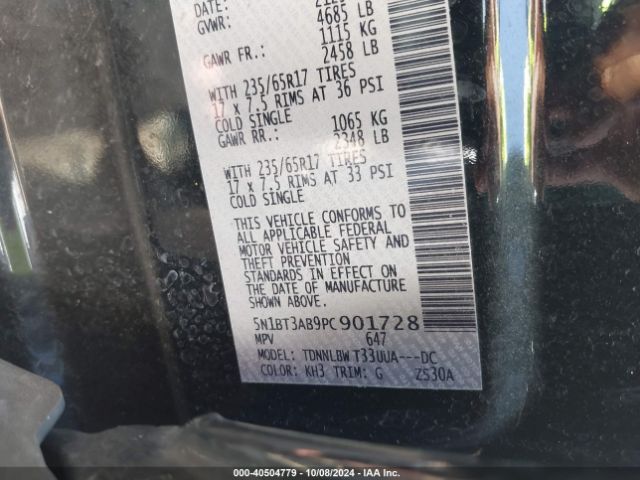 DATE:
GVWR: 4685 LB
1115 KG
GAWR FR.: 2458 LB
WITH 235/65R17 TIRES
17 x 7.5 RIMS AT 36 PSI
COLD SINGLE
1065 KG
GAWR RR.: 2348 LB
WITH 235/65R17 TIRES
17 x 7.5 RIMS AT 33 PSI
COLD SINGLE
THIS VEHICLE CONFORMS TO
ALL APPLICABLE FEDERAL
MOTOR VEHICLE SAFETY AND
THEFT PREVENTION
STANDARDS IN EFFECT ON
THE DATE OF MANUFACTURE
SHOWN ABOVE.
5N1BT3AB9PC901728
MPV 647
MODEL: TDNNLBW T33UUA---DC
COLOR: KH3 TRIM: G ZS30A
000-40504779 - 10/08/2024 - IAA Inc.